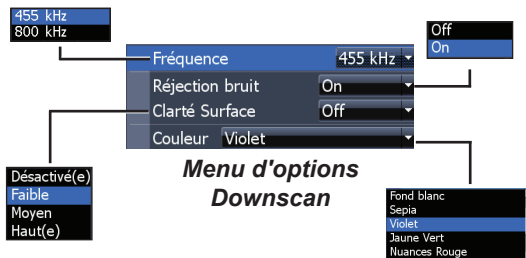 455 kHz
800 kHz
Off
On
Fréquence 455 kHz
Réjection bruit On
Clarté Surface Off
Couleur Violet
Menu d'options
Downscan
Désactivé(e)
Faible
Moyen
Haut(e)
Fond blanc
Sepia
Violet
Jaune Vert
Nuances Rouge